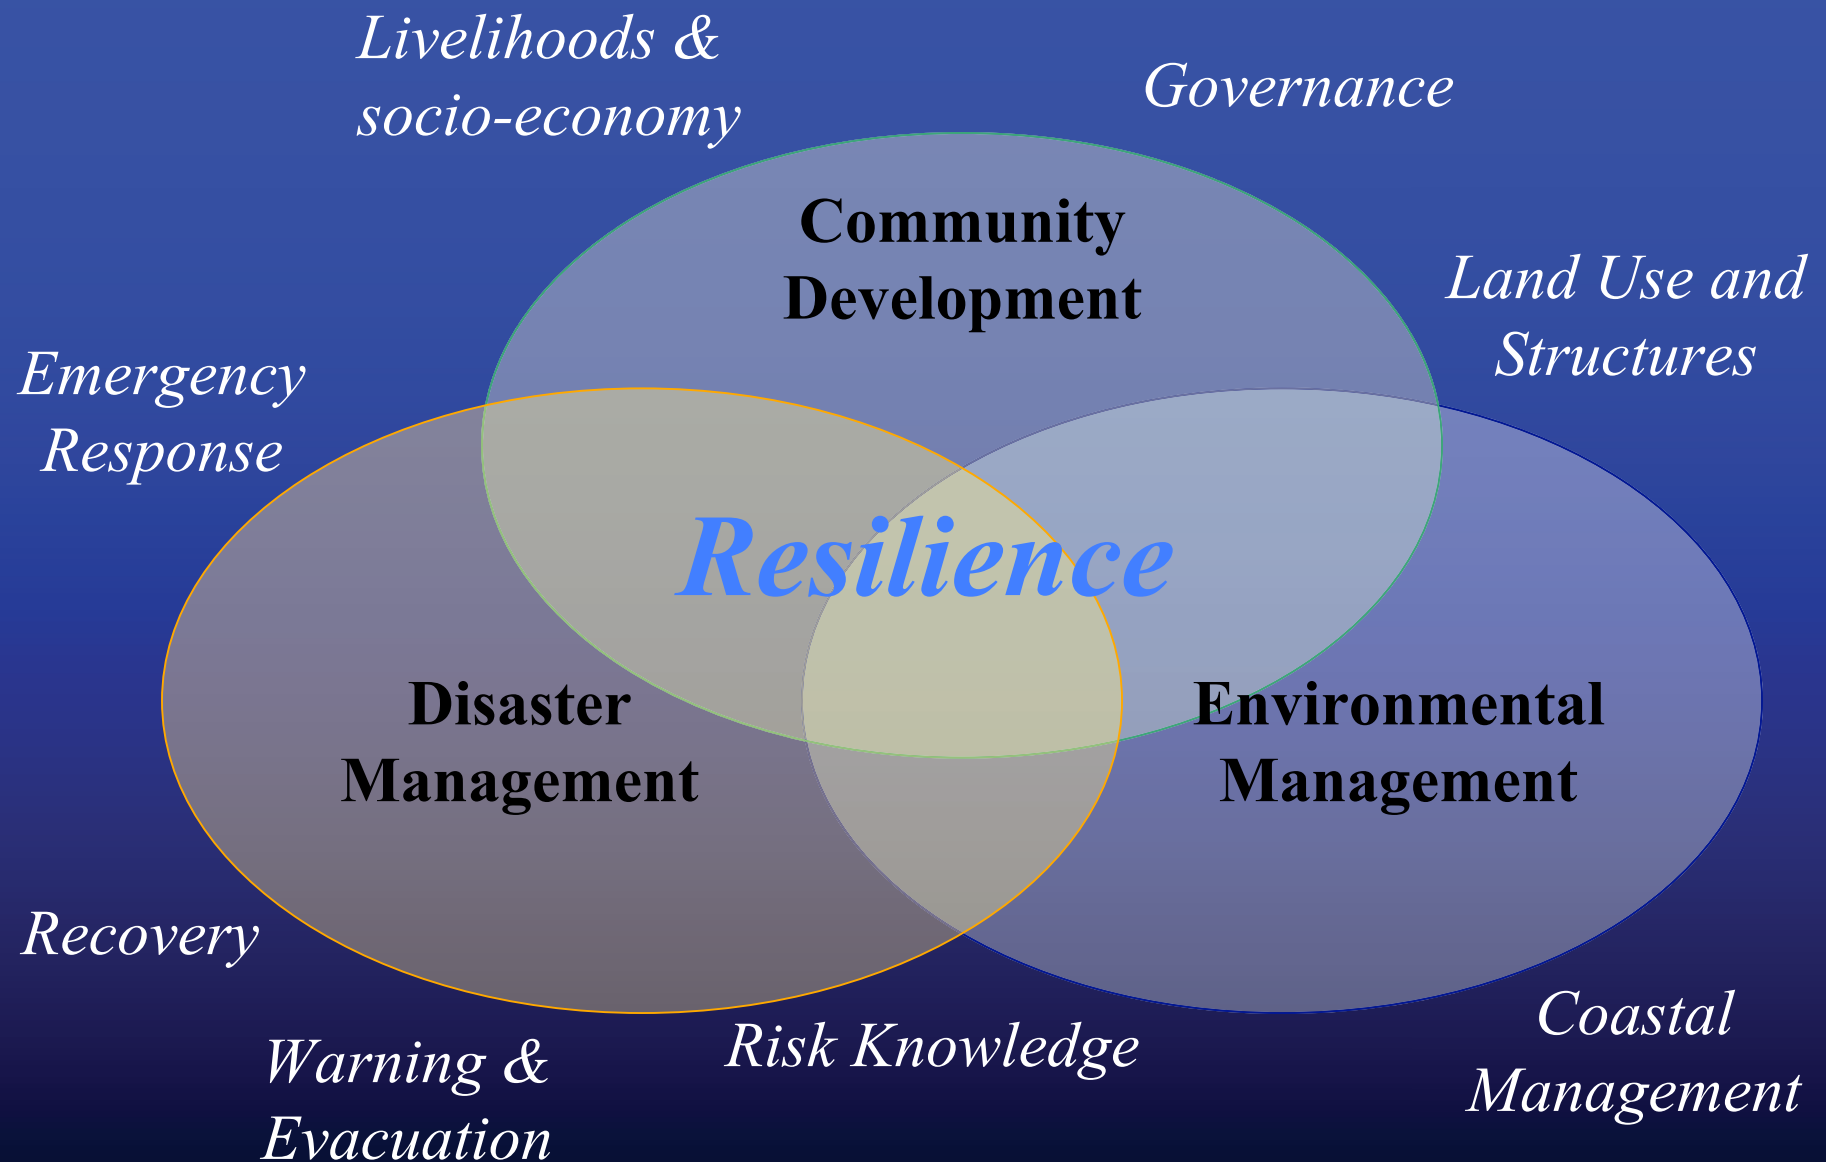 Livelihoods &
socio-economy
Governance
Community
Development
Land Use and
Structures
Emergency
Response
Resilience
Disaster
Management
Environmental
Management
Recovery
Coastal
Management
Risk Knowledge
Warning &
Evacuation